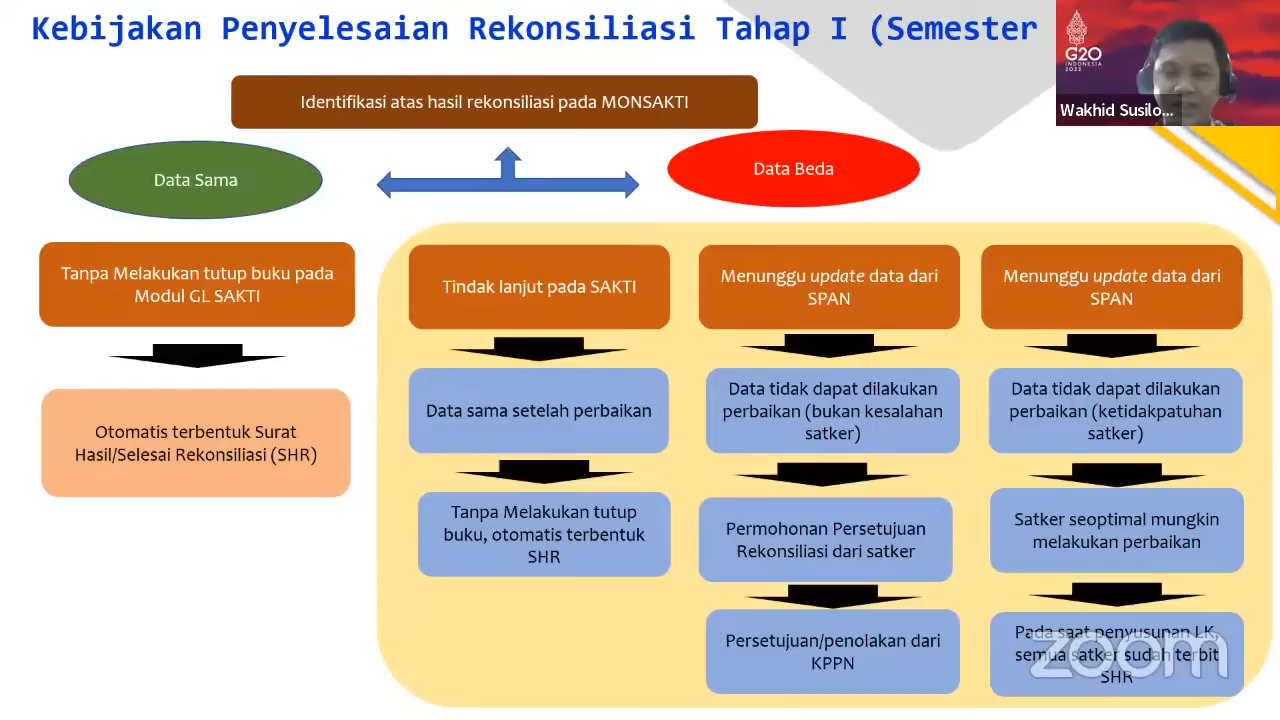 Kebijakan Penyelesaian Rekonsiliasi Tahap I (Semester
G20
INDONESIA
2022
Wakhid Susilo...
Identifikasi atas hasil rekonsiliasi pada MONSAKTI
Data Sama
Data Beda
Tanpa Melakukan tutup buku pada
Modul GL SAKTI
Otomatis terbentuk Surat
Hasil/Selesai Rekonsiliasi (SHR)
Tindak lanjut pada SAKTI
Data sama setelah perbaikan
Tanpa Melakukan tutup
buku, otomatis terbentuk
SHR
Menunggu update data dari
SPAN
Data tidak dapat dilakukan
perbaikan (bukan kesalahan
satker)
Permohonan Persetujuan
Rekonsiliasi dari satker
Persetujuan/penolakan dari
KPPN
Menunggu update data dari
SPAN
Data tidak dapat dilakukan
perbaikan (ketidakpatuhan
satker)
Satker seoptimal mungkin
melakukan perbaikan
Pada saat penyusunan LK,
semua satker sudah terbit
SHR
zoom